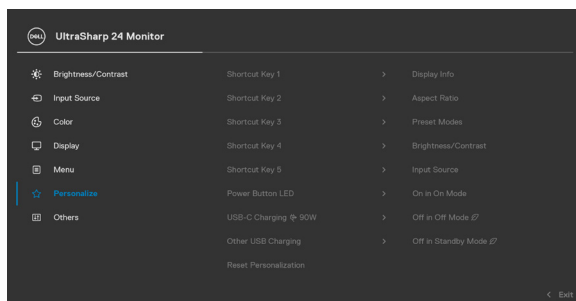 DELL UltraSharp 24 Monitor
Brightness/Contrast Shortcut Key 1 > Display Info
Input Source Shortcut Key 2 > Aspect Ratio
Color Shortcut Key 3 > Preset Modes
Display Shortcut Key 4 > Brightness/Contrast
Menu Shortcut Key 5 > Input Source
Personalize Power Button LED > On in On Mode
Others USB-C Charging 90W > Off in Off Mode
Other USB Charging > Off in Standby Mode
Reset Personalization
< Exit